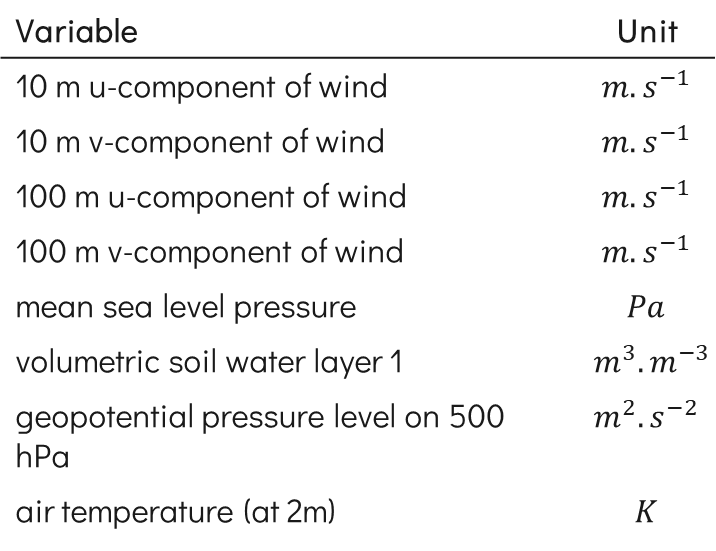 Variable Unit
10 m u-component of wind m. s⁻¹
10 m v-component of wind m. s⁻¹
100 m u-component of wind m. s⁻¹
100 m v-component of wind m. s⁻¹
mean sea level pressure Pa
volumetric soil water layer 1 m³. m⁻³
geopotential pressure level on 500 m². s⁻²
hPa
air temperature (at 2m) K